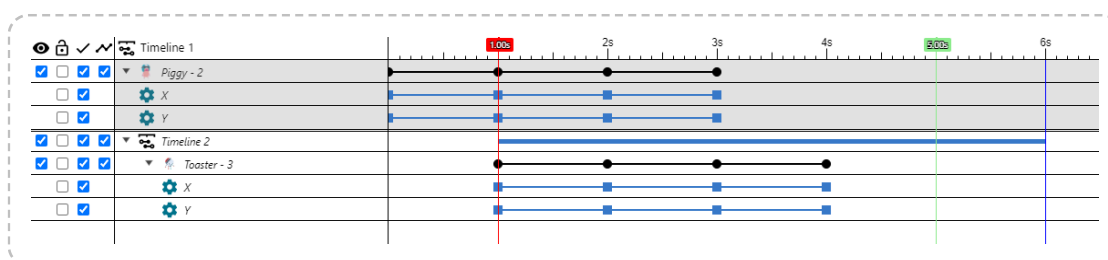 Timeline 1 1.00s 2s 3s 4s 5.00s 6s
Piggy - 2
X
Y
Timeline 2
Toaster - 3
X
Y